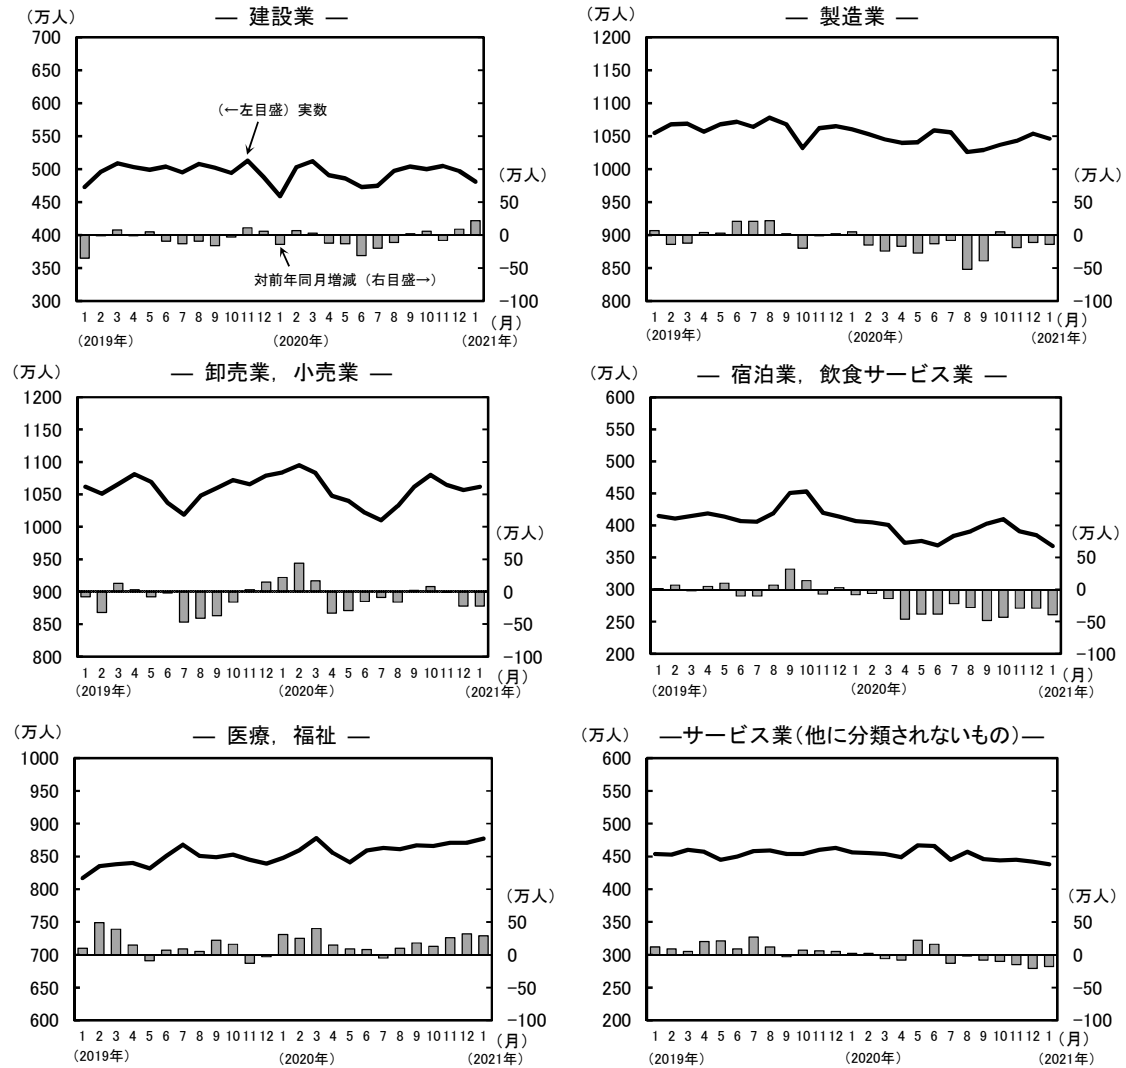 (万人)
― 建設業 ―
700
650
600
550
500
450
400
350
300
(←左目盛) 実数
対前年同月増減 (右目盛→)
(万人)
50
0
-50
-100
1 2 3 4 5 6 7 8 9 10 11 12 1 2 3 4 5 6 7 8 9 10 11 12 1 (月)
(2019年) (2020年) (2021年)
(万人)
― 製造業 ―
1200
1150
1100
1050
1000
950
900
850
800
(万人)
50
0
-50
-100
1 2 3 4 5 6 7 8 9 10 11 12 1 2 3 4 5 6 7 8 9 10 11 12 1 (月)
(2019年) (2020年) (2021年)
(万人)
― 卸売業, 小売業 ―
1200
1150
1100
1050
1000
950
900
850
800
(万人)
50
0
-50
-100
1 2 3 4 5 6 7 8 9 10 11 12 1 2 3 4 5 6 7 8 9 10 11 12 1 (月)
(2019年) (2020年) (2021年)
(万人)
― 宿泊業, 飲食サービス業 ―
600
550
500
450
400
350
300
250
200
(万人)
50
0
-50
-100
1 2 3 4 5 6 7 8 9 10 11 12 1 2 3 4 5 6 7 8 9 10 11 12 1 (月)
(2019年) (2020年) (2021年)
(万人)
― 医療, 福祉 ―
1000
950
900
850
800
750
700
650
600
(万人)
50
0
-50
-100
1 2 3 4 5 6 7 8 9 10 11 12 1 2 3 4 5 6 7 8 9 10 11 12 1 (月)
(2019年) (2020年) (2021年)
(万人)
―サービス業(他に分類されないもの)―
600
550
500
450
400
350
300
250
200
(万人)
50
0
-50
-100
1 2 3 4 5 6 7 8 9 10 11 12 1 2 3 4 5 6 7 8 9 10 11 12 1 (月)
(2019年) (2020年) (2021年)